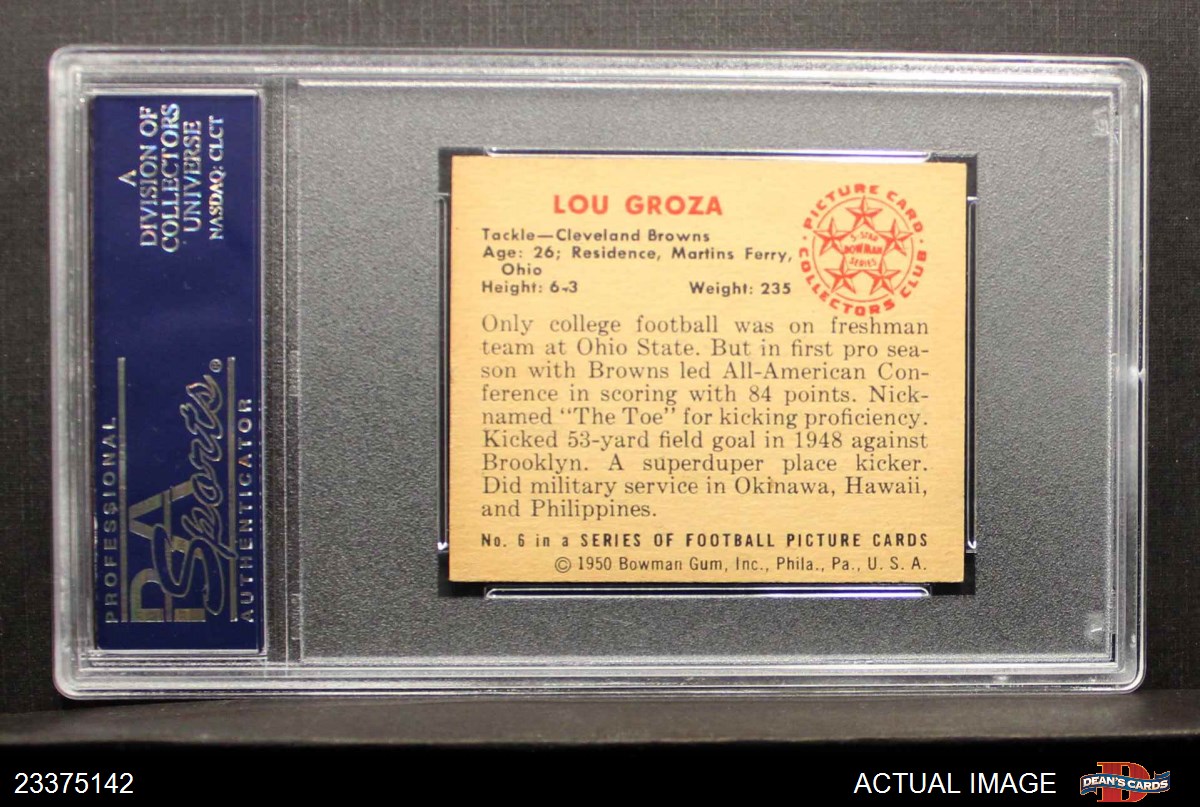 A
DIVISION OF
COLLECTORS
UNIVERSE
NASDAQ: CLCT
PROFESSIONAL
PSA
Sports®
AUTHENTICATOR
LOU GROZA
Tackle—Cleveland Browns
Age: 26; Residence, Martins Ferry,
Ohio
Height: 6-3 Weight: 235
PICTURE CARD
COLLECTORS CLUB
5-STAR
BOWMAN
SERIES
Only college football was on freshman
team at Ohio State. But in first pro sea-
son with Browns led All-American Con-
ference in scoring with 84 points. Nick-
named "The Toe" for kicking proficiency.
Kicked 53-yard field goal in 1948 against
Brooklyn. A superduper place kicker.
Did military service in Okinawa, Hawaii,
and Philippines.
No. 6 in a SERIES OF FOOTBALL PICTURE CARDS
© 1950 Bowman Gum, Inc., Phila., Pa., U. S. A.
23375142
ACTUAL IMAGE
D
DEAN'S CARDS